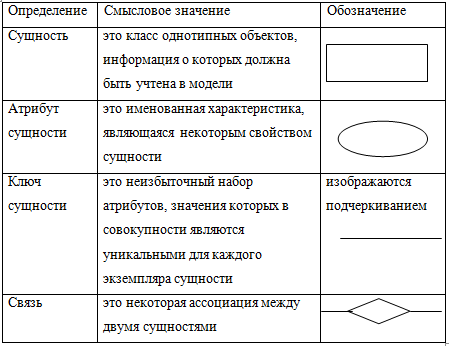 Определение Смысловое значение Обозначение
Сущность это класс однотипных объектов,
информация о которых должна
быть учтена в модели
Атрибут это именованная характеристика,
сущности являющаяся некоторым свойством
сущности
Ключ это неизбыточный набор изображаются
сущности атрибутов, значения которых в подчеркиванием
совокупности являются
уникальными для каждого
экземпляра сущности
Связь это некоторая ассоциация между
двумя сущностями